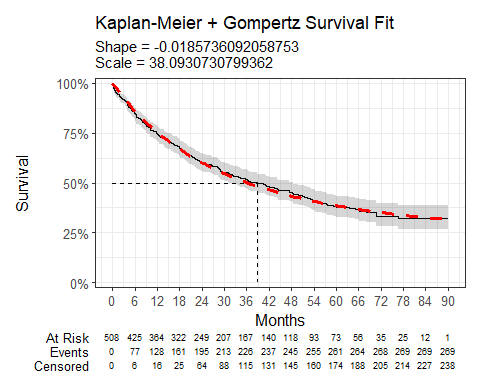 Kaplan-Meier + Gompertz Survival Fit
Shape = -0.0185736092058753
Scale = 38.0930730799362
100%
75%
50%
25%
0%
Survival
0 6 12 18 24 30 36 42 48 54 60 66 72 78 84 90
Months
At Risk 508 425 364 322 249 207 167 140 118 93 73 56 35 25 12 1
Events 0 77 128 161 195 213 226 237 245 255 261 264 268 269 269 269
Censored 0 6 16 25 64 88 115 131 145 160 174 188 205 214 227 238